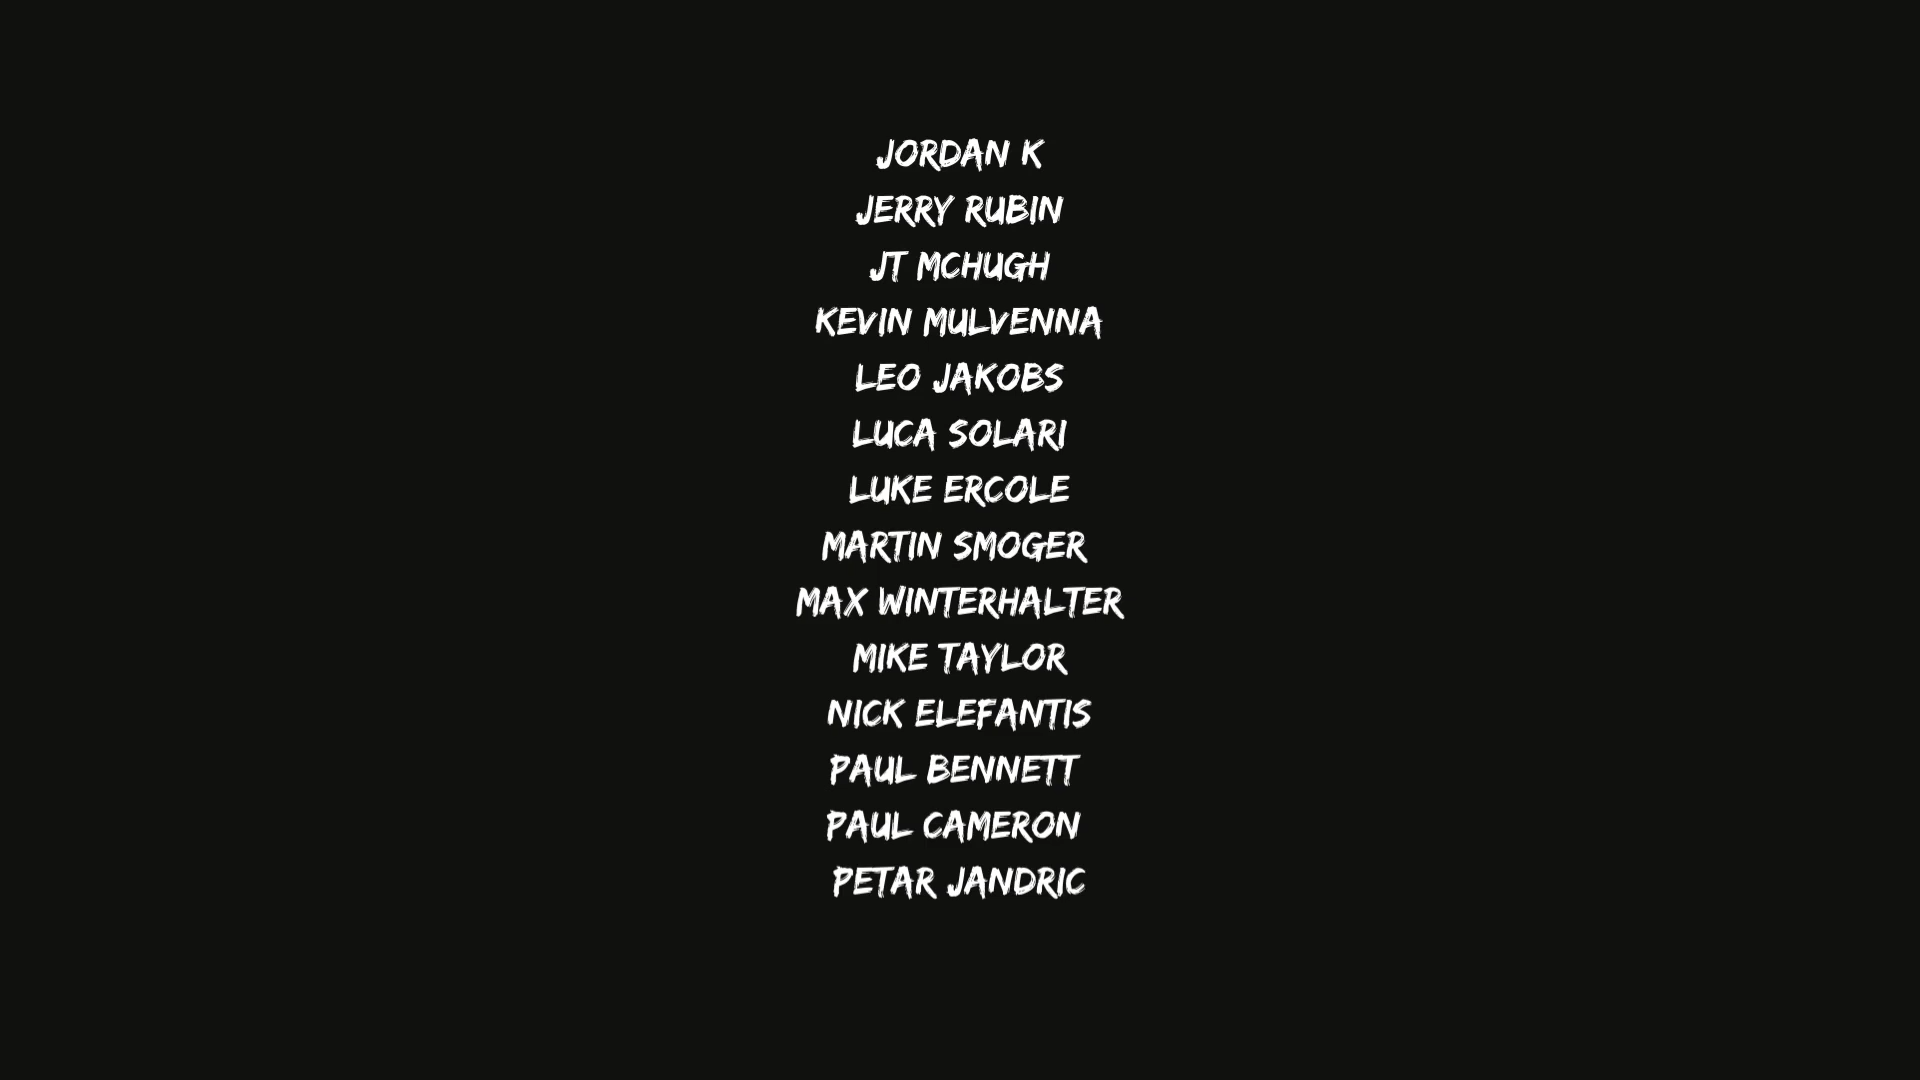 JORDAN K
JERRY RUBIN
JT MCHUGH
KEVIN MULVENNA
LEO JAKOBS
LUCA SOLARI
LUKE ERCOLE
MARTIN SMOGER
MAX WINTERHALTER
MIKE TAYLOR
NICK ELEFANTIS
PAUL BENNETT
PAUL CAMERON
PETAR JANDRIC